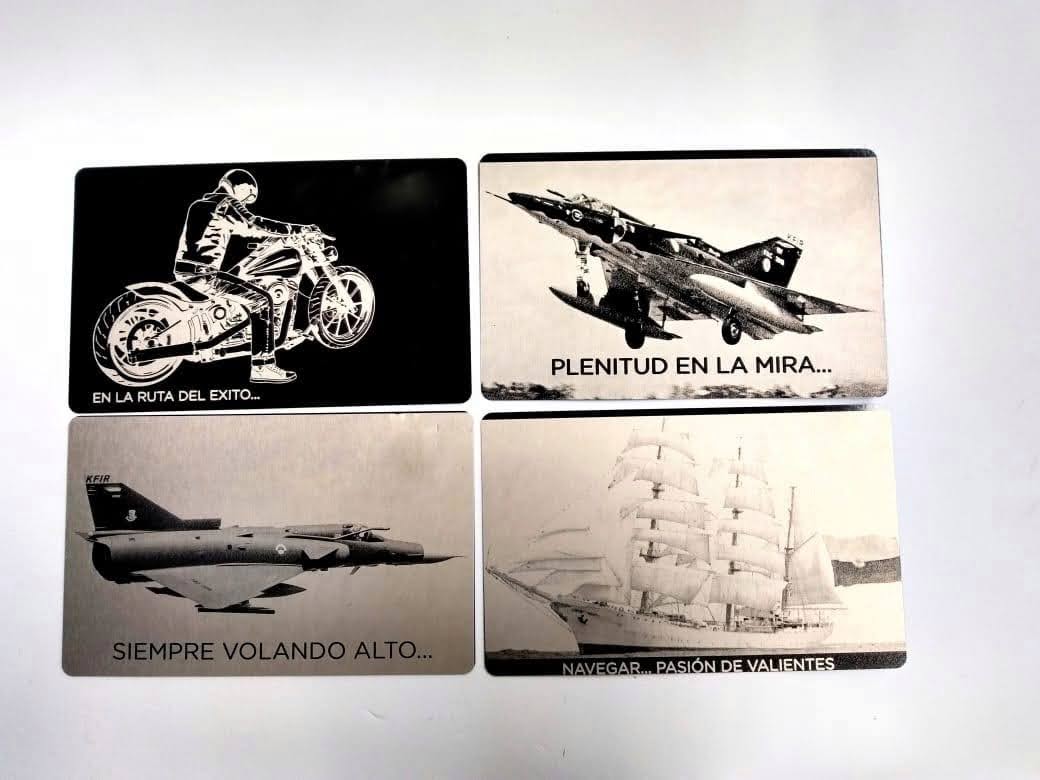 EN LA RUTA DEL EXITO...
PLENITUD EN LA MIRA...
KFIR
SIEMPRE VOLANDO ALTO...
NAVEGAR... PASIÓN DE VALIENTES